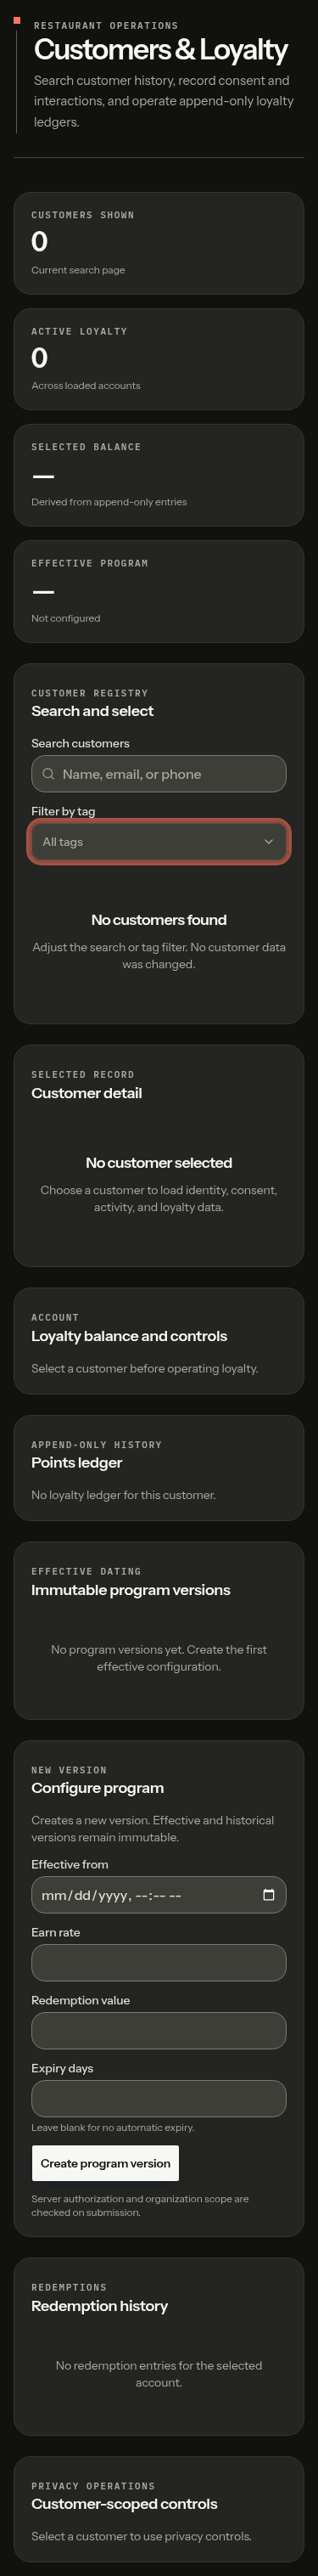 RESTAURANT OPERATIONS
Customers & Loyalty
Search customer history, record consent and
interactions, and operate append-only loyalty
ledgers.
CUSTOMERS SHOWN
0
Current search page
ACTIVE LOYALTY
0
Across loaded accounts
SELECTED BALANCE
—
Derived from append-only entries
EFFECTIVE PROGRAM
—
Not configured
CUSTOMER REGISTRY
Search and select
Search customers
Name, email, or phone
Filter by tag
All tags
No customers found
Adjust the search or tag filter. No customer data
was changed.
SELECTED RECORD
Customer detail
No customer selected
Choose a customer to load identity, consent,
activity, and loyalty data.
ACCOUNT
Loyalty balance and controls
Select a customer before operating loyalty.
APPEND-ONLY HISTORY
Points ledger
No loyalty ledger for this customer.
EFFECTIVE DATING
Immutable program versions
No program versions yet. Create the first
effective configuration.
NEW VERSION
Configure program
Creates a new version. Effective and historical
versions remain immutable.
Effective from
mm/dd/yyyy, --:-- --
Earn rate
Redemption value
Expiry days
Leave blank for no automatic expiry.
Create program version
Server authorization and organization scope are
checked on submission.
REDEMPTIONS
Redemption history
No redemption entries for the selected
account.
PRIVACY OPERATIONS
Customer-scoped controls
Select a customer to use privacy controls.